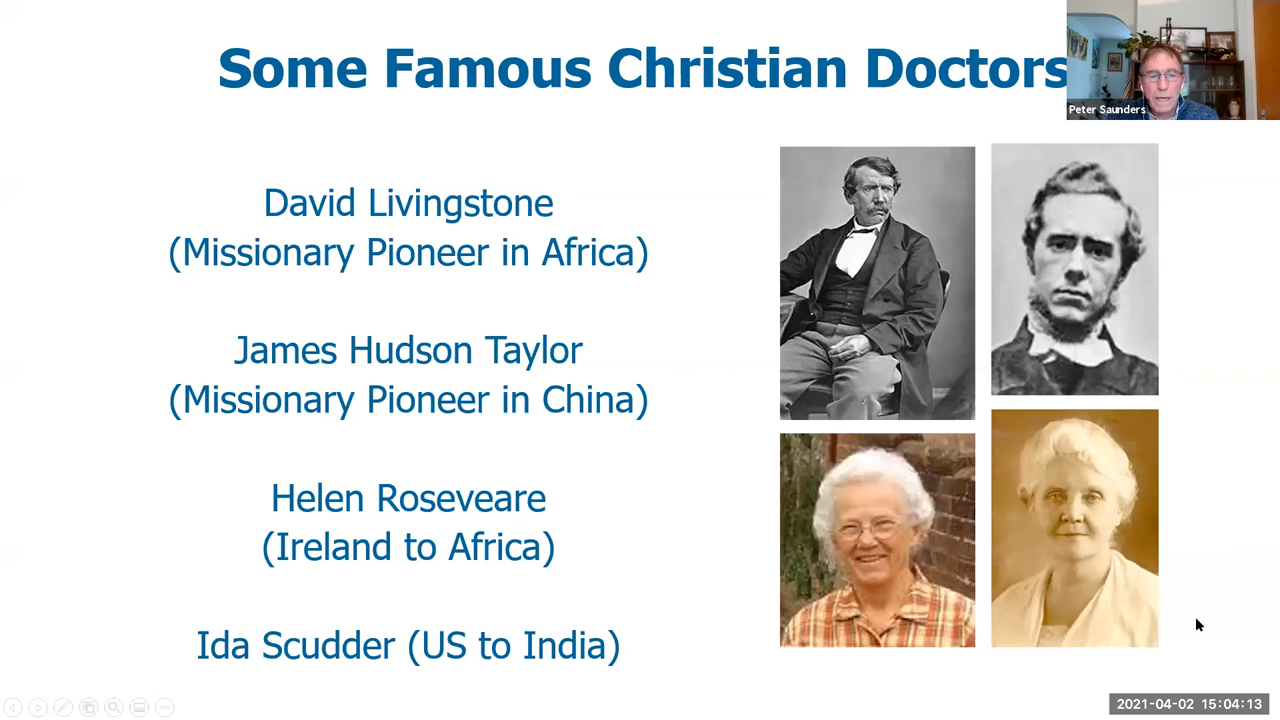 Some Famous Christian Doctors
Peter Saunders
David Livingstone
(Missionary Pioneer in Africa)
James Hudson Taylor
(Missionary Pioneer in China)
Helen Roseveare
(Ireland to Africa)
Ida Scudder (US to India)
2021-04-02 15:04:13